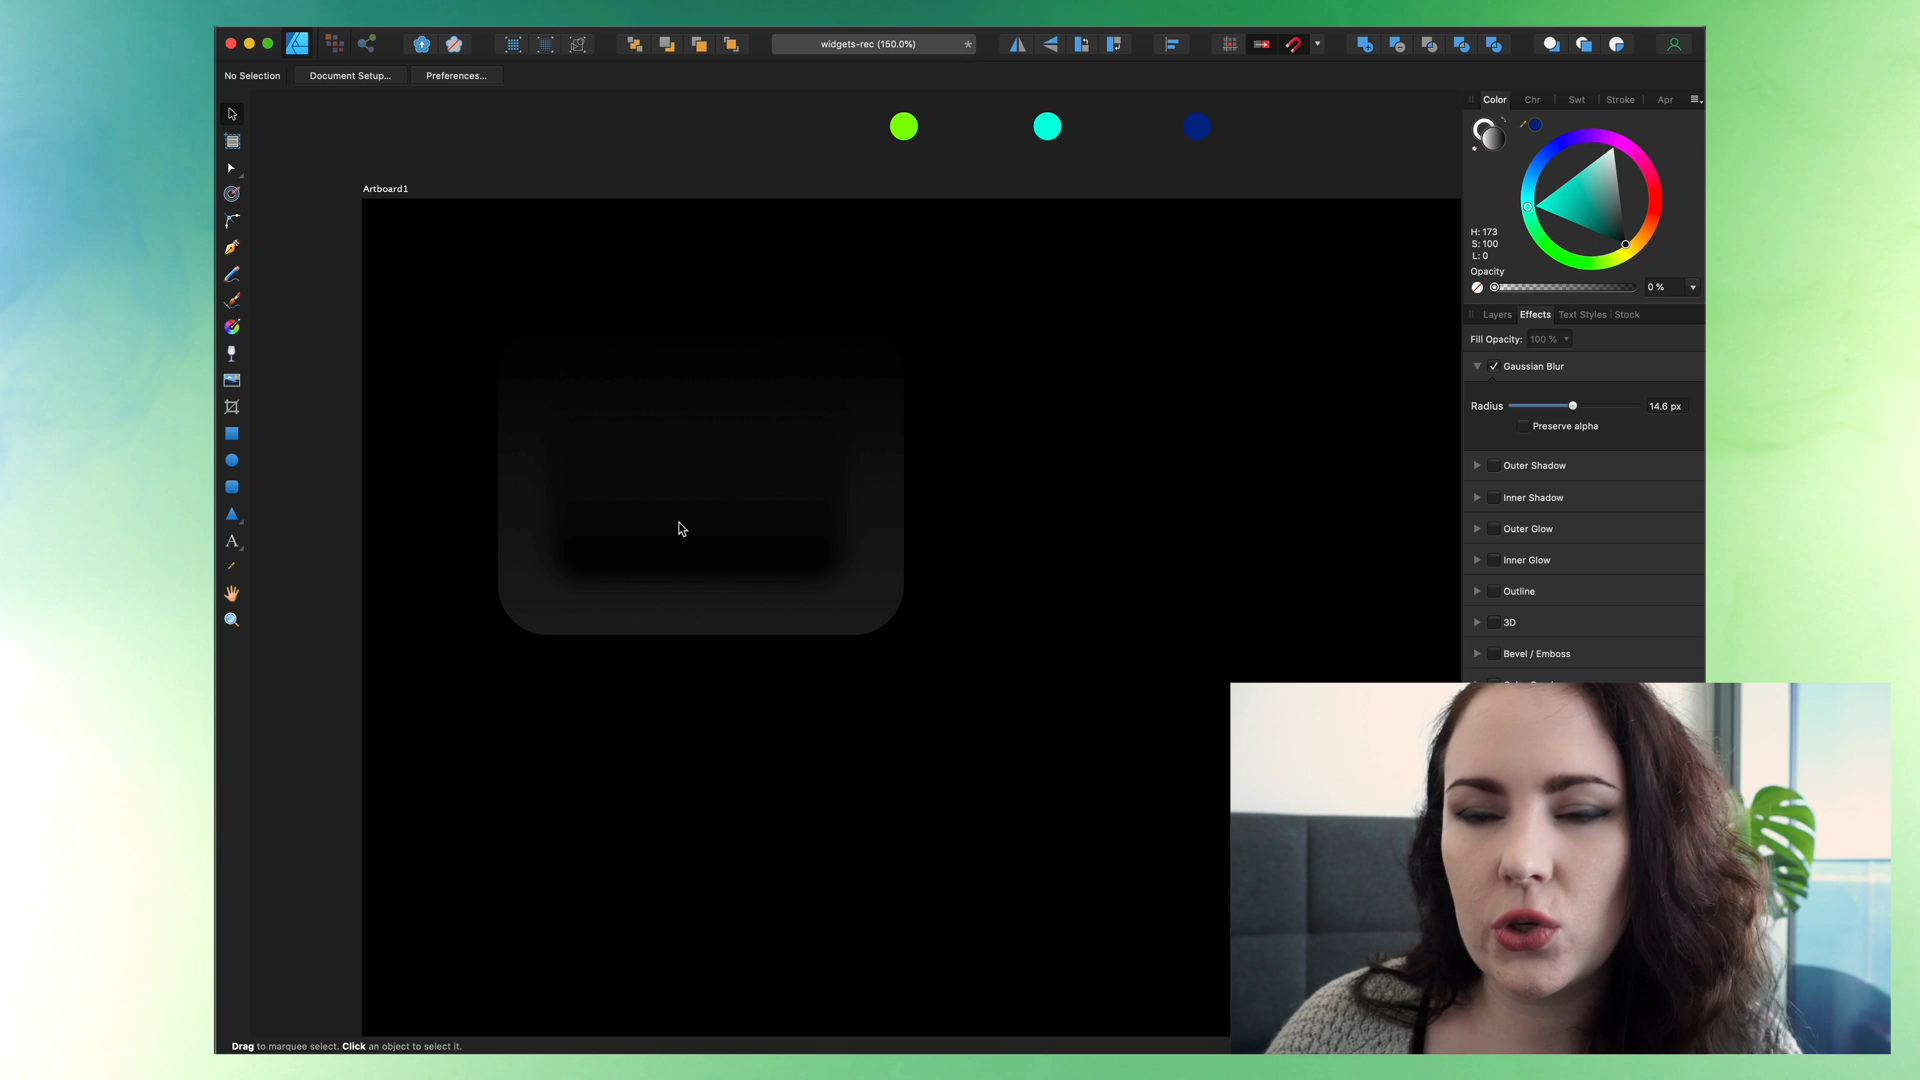 widgets-rec (150.0%)
No Selection
Document Setup...
Preferences...
Color
Chr
Swt
Stroke
Apr
Artboard1
H: 173
S: 100
L: 0
Opacity
0 %
Layers
Effects
Text Styles
Stock
Fill Opacity: 100 %
Gaussian Blur
Radius
14.6 px
Preserve alpha
Outer Shadow
Inner Shadow
Outer Glow
Inner Glow
Outline
3D
Bevel / Emboss
Drag to marquee select. Click an object to select it.